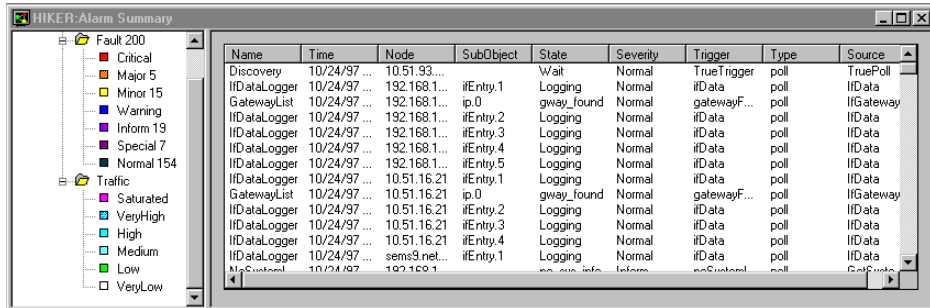 HIKER:Alarm Summary
Fault 200
Critical
Major 5
Minor 15
Warning
Inform 19
Special 7
Normal 154
Traffic
Saturated
VeryHigh
High
Medium
Low
VeryLow
Name Time Node SubObject State Severity Trigger Type Source
Discovery 10/24/97 ... 10.51.93.... Wait Normal TrueTrigger poll TruePoll
IfDataLogger 10/24/97 ... 192.168.1... ifEntry.1 Logging Normal ifData poll IfData
GatewayList 10/24/97 ... 192.168.1... ip.0 gway_found Normal gatewayF... poll IfGateway
IfDataLogger 10/24/97 ... 192.168.1... ifEntry.2 Logging Normal ifData poll IfData
IfDataLogger 10/24/97 ... 192.168.1... ifEntry.3 Logging Normal ifData poll IfData
IfDataLogger 10/24/97 ... 192.168.1... ifEntry.4 Logging Normal ifData poll IfData
IfDataLogger 10/24/97 ... 192.168.1... ifEntry.5 Logging Normal ifData poll IfData
IfDataLogger 10/24/97 ... 10.51.16.21 ifEntry.1 Logging Normal ifData poll IfData
GatewayList 10/24/97 ... 10.51.16.21 ip.0 gway_found Normal gatewayF... poll IfGateway
IfDataLogger 10/24/97 ... 10.51.16.21 ifEntry.2 Logging Normal ifData poll IfData
IfDataLogger 10/24/97 ... 10.51.16.21 ifEntry.3 Logging Normal ifData poll IfData
IfDataLogger 10/24/97 ... 10.51.16.21 ifEntry.4 Logging Normal ifData poll IfData
IfDataLogger 10/24/97 ... sems9.net... ifEntry.1 Logging Normal ifData poll IfData
10/24/97 ... 192.168.1... Inform poll